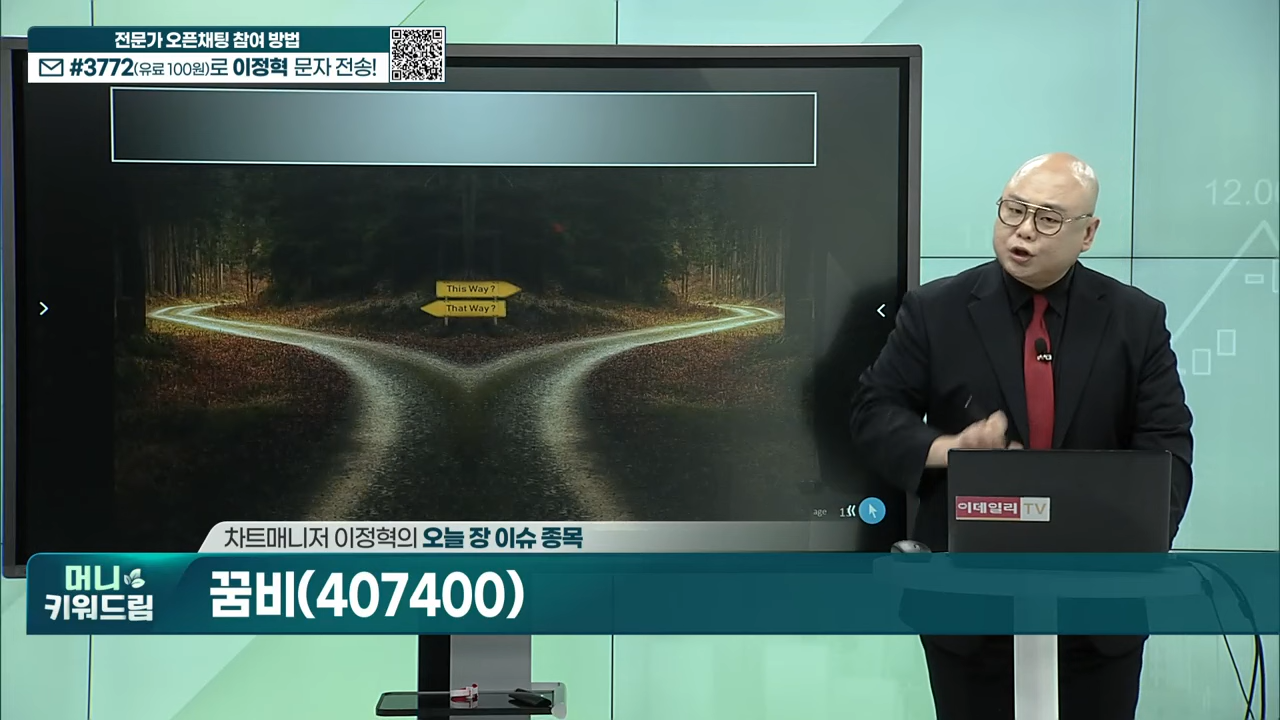 전문가 오픈채팅 참여 방법
#3772(유료 100원)로 이정혁 문자 전송!
This Way?
That Way?
12.0
age 1
이데일리 TV
차트매니저 이정혁의 오늘 장 이슈 종목
머니
키워드림
꿈비(407400)